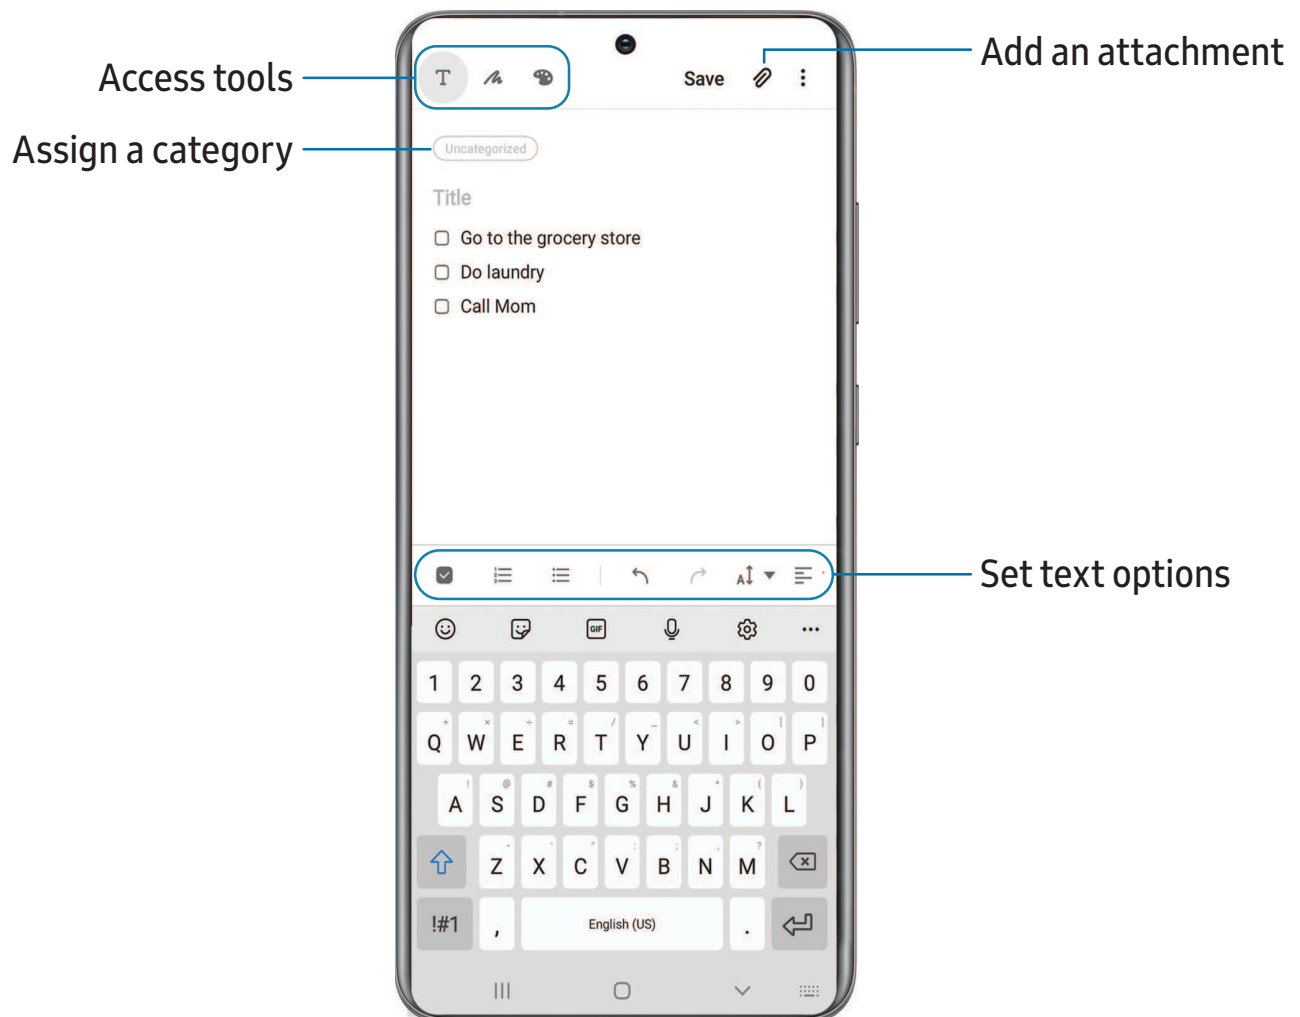 Add an attachment
Access tools
T
Save
Assign a category
Uncategorized
Title
Go to the grocery store
Do laundry
Call Mom
Set text options
A
GIF
1 2 3 4 5 6 7 8 9 0
+ × ÷ = / _ < > [ ]
Q W E R T Y U I O P
! @ # $ % & * ( )
A S D F G H J K L
- ' " : ; , ?
Z X C V B N M
!#1 , English (US) .